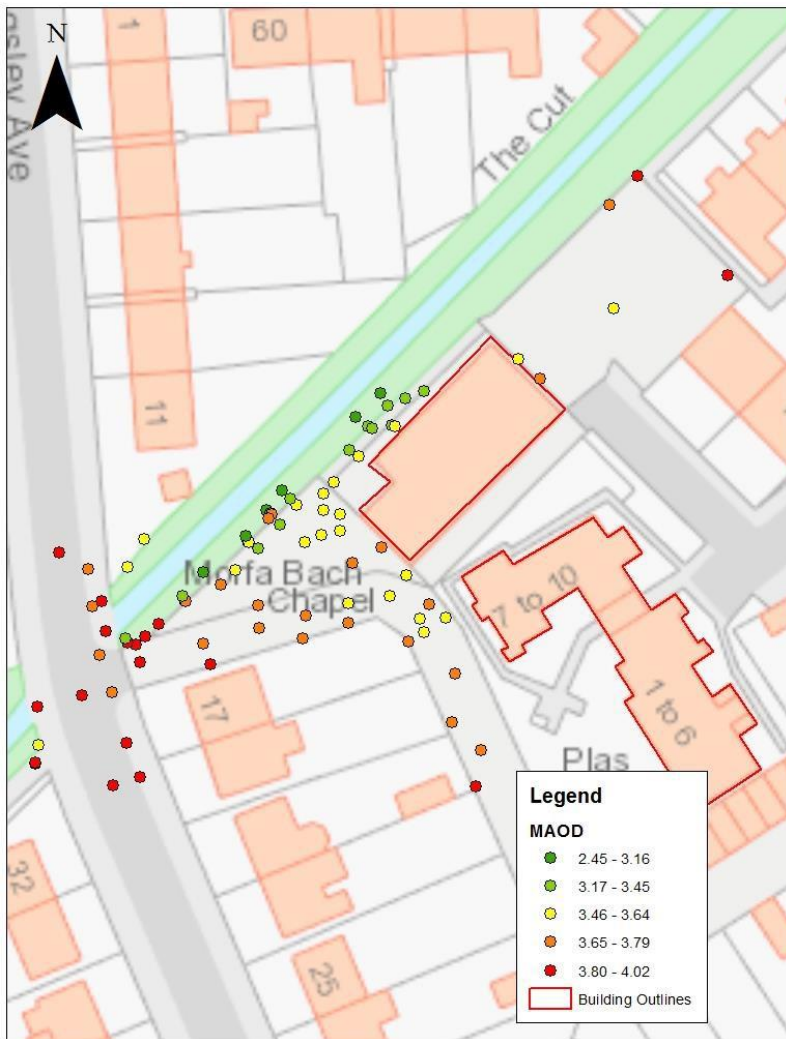 N
1
60
sley Ave
The Cut
11
Morfa Bach
Chapel
7 to 10
1 to 6
17
Plas
32
25
Legend
MAOD
2.45 - 3.16
3.17 - 3.45
3.46 - 3.64
3.65 - 3.79
3.80 - 4.02
Building Outlines